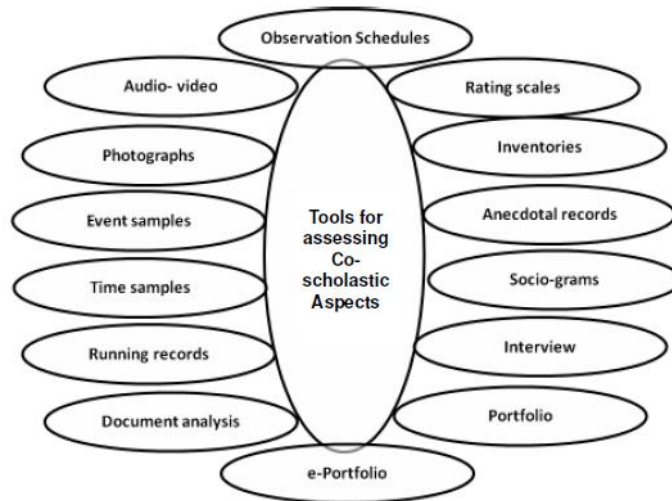 Observation Schedules
Audio- video
Rating scales
Photographs
Inventories
Event samples
Anecdotal records
Tools for
assessing
Co-
scholastic
Aspects
Time samples
Socio-grams
Running records
Interview
Document analysis
Portfolio
e-Portfolio